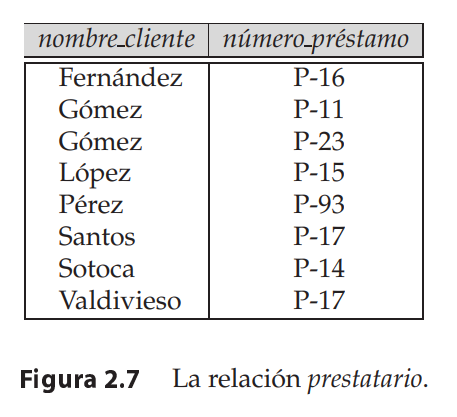 nombre_cliente número_préstamo
Fernández P-16
Gómez P-11
Gómez P-23
López P-15
Pérez P-93
Santos P-17
Sotoca P-14
Valdivieso P-17
Figura 2.7 La relación prestatario.